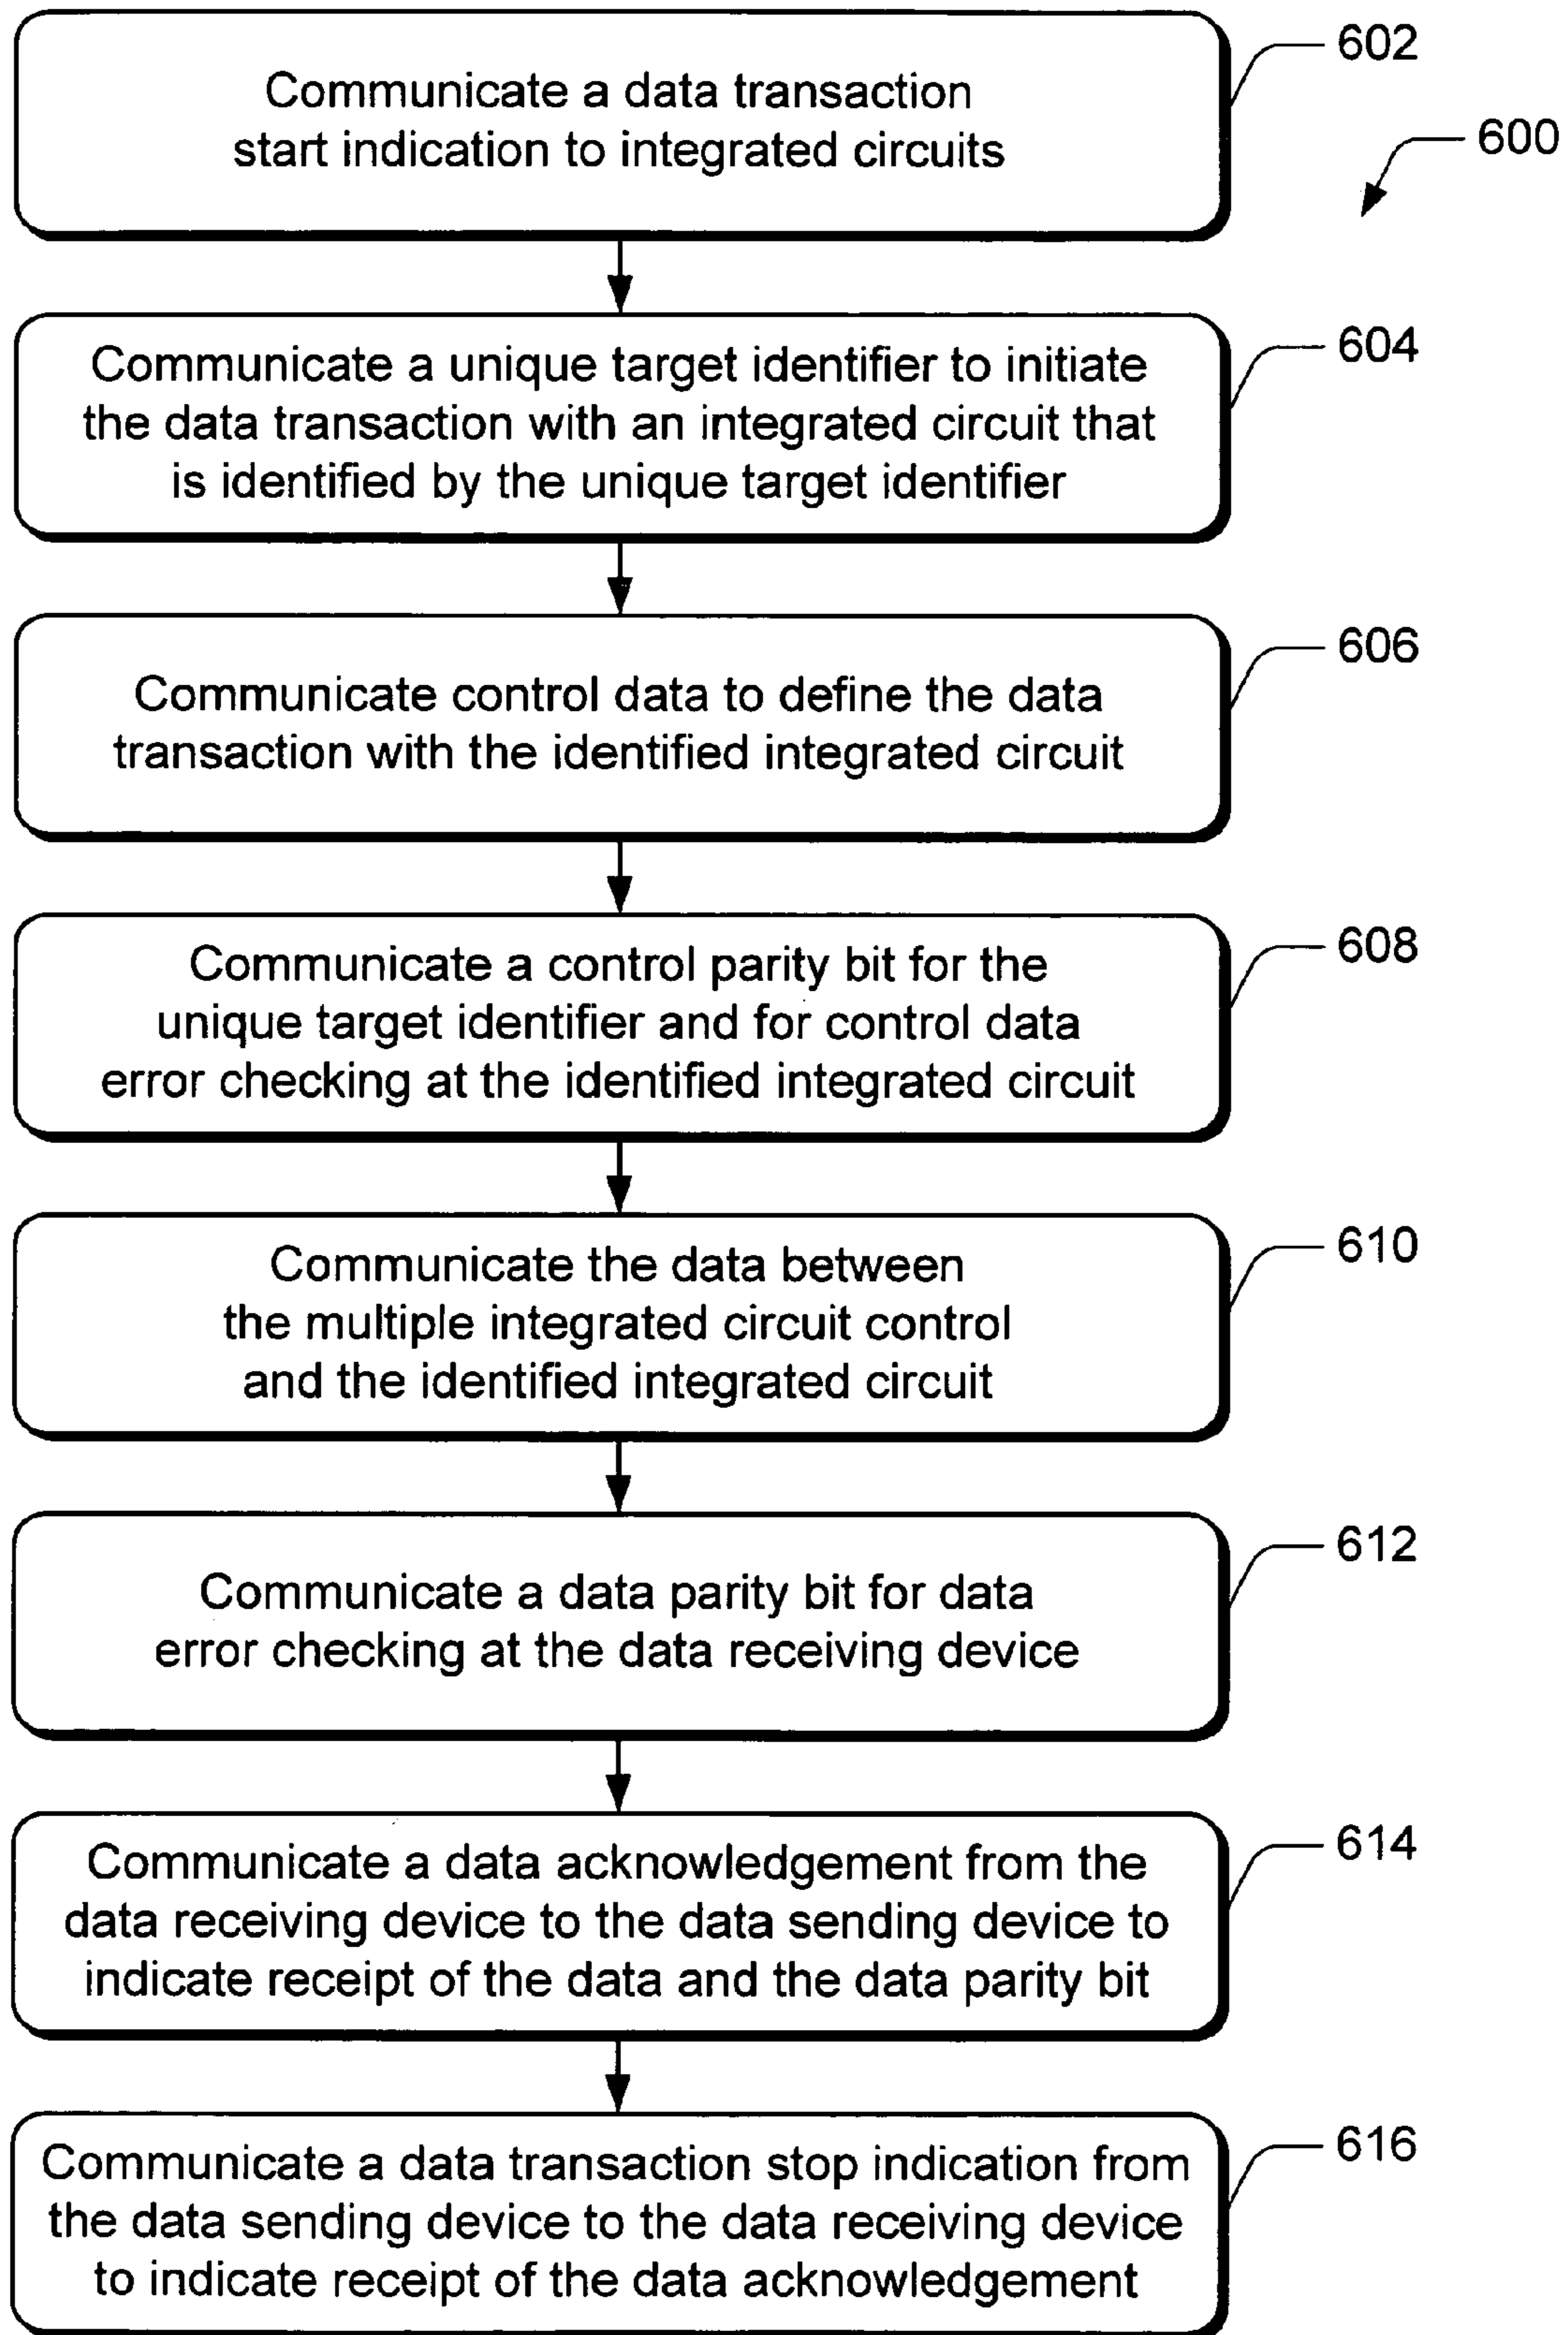 Communicate a data transaction
start indication to integrated circuits
602
600
Communicate a unique target identifier to initiate
the data transaction with an integrated circuit that
is identified by the unique target identifier
604
Communicate control data to define the data
transaction with the identified integrated circuit
606
Communicate a control parity bit for the
unique target identifier and for control data
error checking at the identified integrated circuit
608
Communicate the data between
the multiple integrated circuit control
and the identified integrated circuit
610
Communicate a data parity bit for data
error checking at the data receiving device
612
Communicate a data acknowledgement from the
data receiving device to the data sending device to
indicate receipt of the data and the data parity bit
614
Communicate a data transaction stop indication from
the data sending device to the data receiving device
to indicate receipt of the data acknowledgement
616